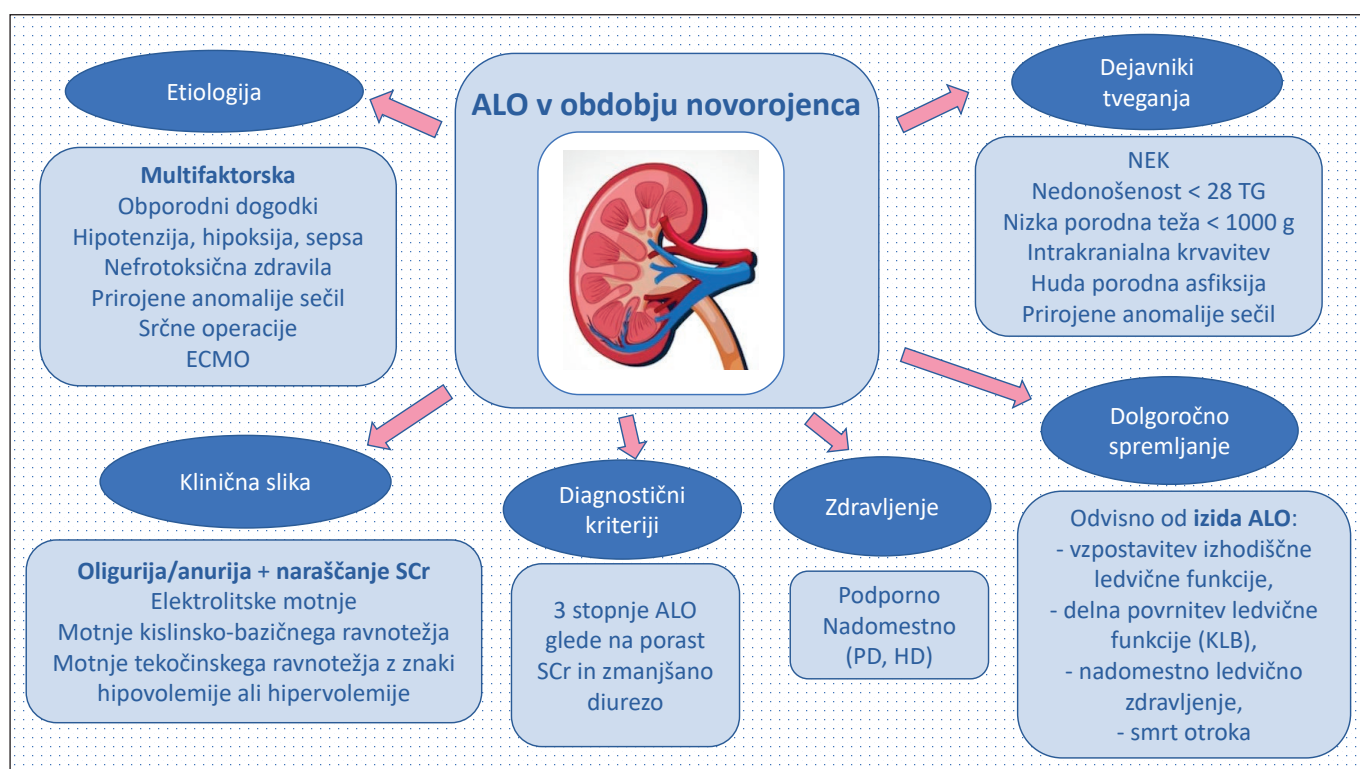 ALO v obdobju novorojenca
Etiologija
Multifaktorska
Obporodni dogodki
Hipotenzija, hipoksija, sepsa
Nefrotoksična zdravila
Prirojene anomalije sečil
Srčne operacije
ECMO
Dejavniki
tveganja
NEK
Nedonošenost < 28 TG
Nizka porodna teža < 1000 g
Intrakranialna krvavitev
Huda porodna asfiksija
Prirojene anomalije sečil
Klinična slika
Oligurija/anurija + naraščanje SCr
Elektrolitske motnje
Motnje kislinsko-bazičnega ravnotežja
Motnje tekočinskega ravnotežja z znaki
hipovolemije ali hipervolemije
Diagnostični
kriteriji
3 stopnje ALO
glede na porast
SCr in zmanjšano
diurezo
Zdravljenje
Podporno
Nadomestno
(PD, HD)
Dolgoročno
spremljanje
Odvisno od izida ALO:
- vzpostavitev izhodiščne
ledvične funkcije,
- delna povrnitev ledvične
funkcije (KLB),
- nadomestno ledvično
zdravljenje,
- smrt otroka